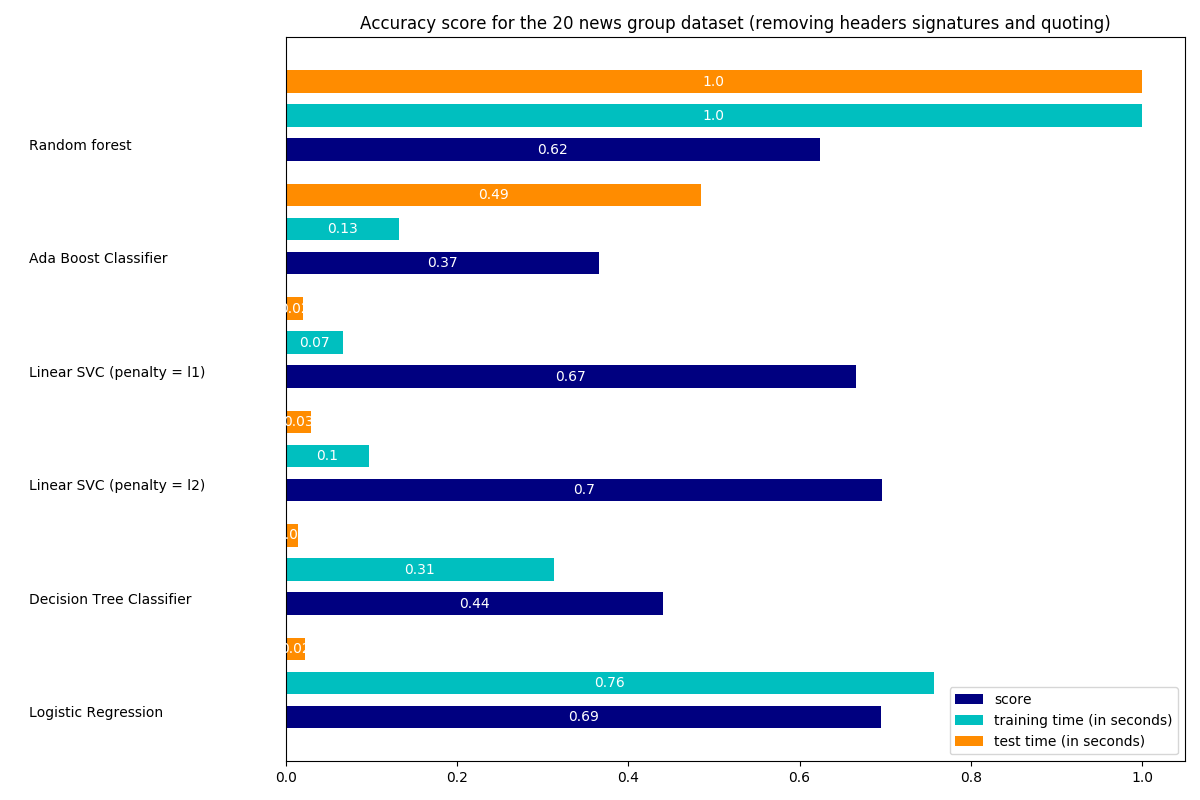 Accuracy score for the 20 news group dataset (removing headers signatures and quoting)
1.0
1.0
Random forest
0.62
0.49
0.13
Ada Boost Classifier
0.37
0.07
Linear SVC (penalty = l1)
0.67
0.03
0.1
Linear SVC (penalty = l2)
0.7
0.31
Decision Tree Classifier
0.44
0.02
0.76
Logistic Regression
0.69
score
training time (in seconds)
test time (in seconds)
0.0 0.2 0.4 0.6 0.8 1.0